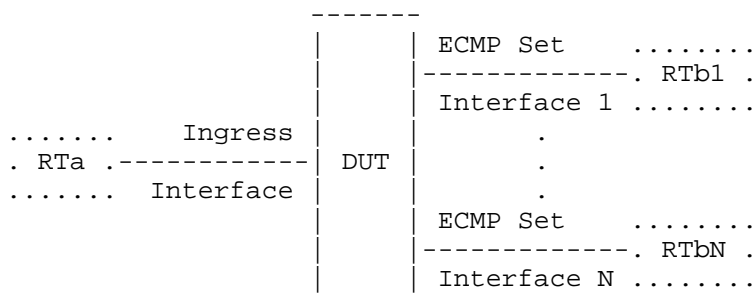 -------
|       | ECMP Set     ........
|       |-------------. RTb1 .
|       | Interface 1 ........
.......    Ingress |       |       .
. RTa .------------|  DUT  |       .
.......  Interface |       |       .
|       | ECMP Set     ........
|       |-------------. RTbN .
|       | Interface N ........